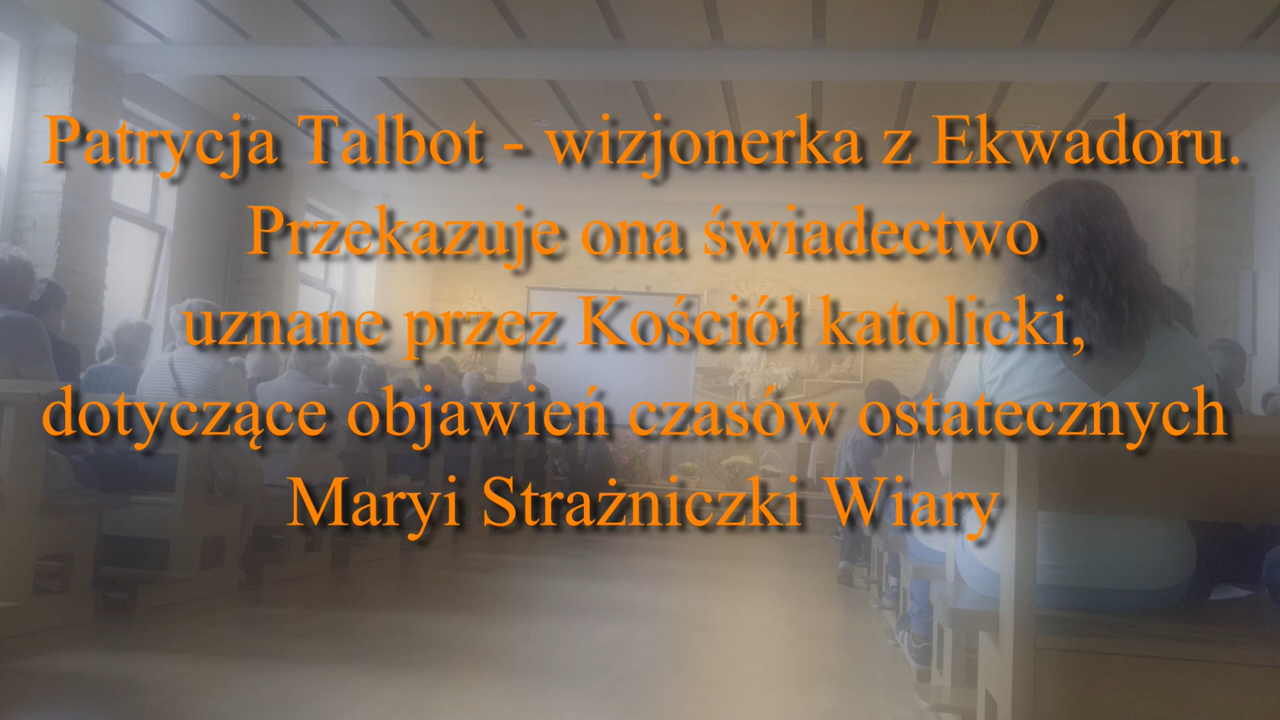 Patrycja Talbot - wizjonerka z Ekwadoru.
Przekazuje ona świadectwo
uznane przez Kościół katolicki,
dotyczące objawień czasów ostatecznych
Maryi Strażniczki Wiary